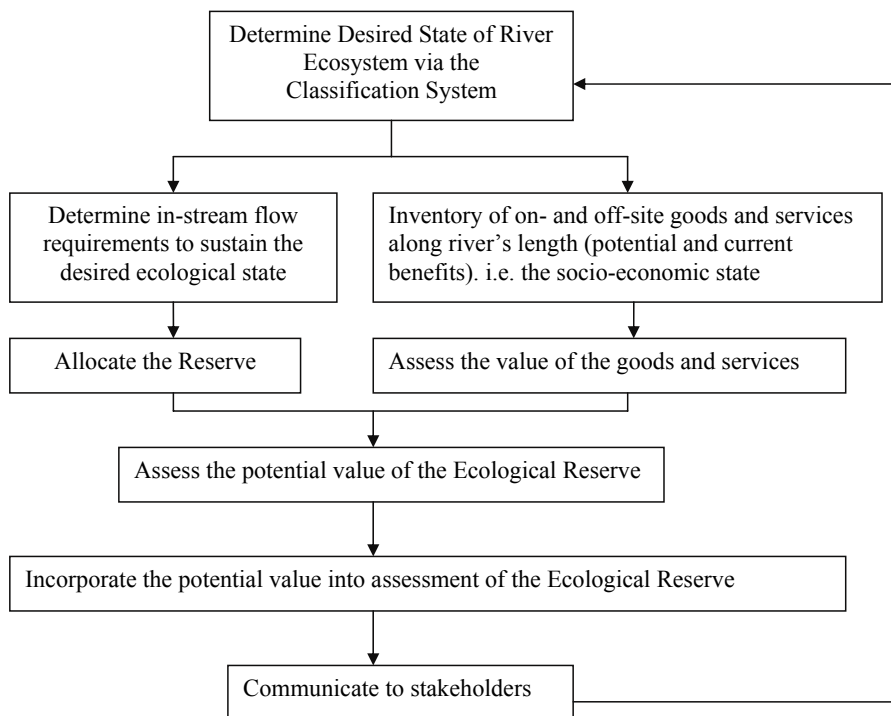 Determine Desired State of River
Ecosystem via the
Classification System
Determine in-stream flow
requirements to sustain the
desired ecological state
Inventory of on- and off-site goods and services
along river’s length (potential and current
benefits). i.e. the socio-economic state
Allocate the Reserve
Assess the value of the goods and services
Assess the potential value of the Ecological Reserve
Incorporate the potential value into assessment of the Ecological Reserve
Communicate to stakeholders